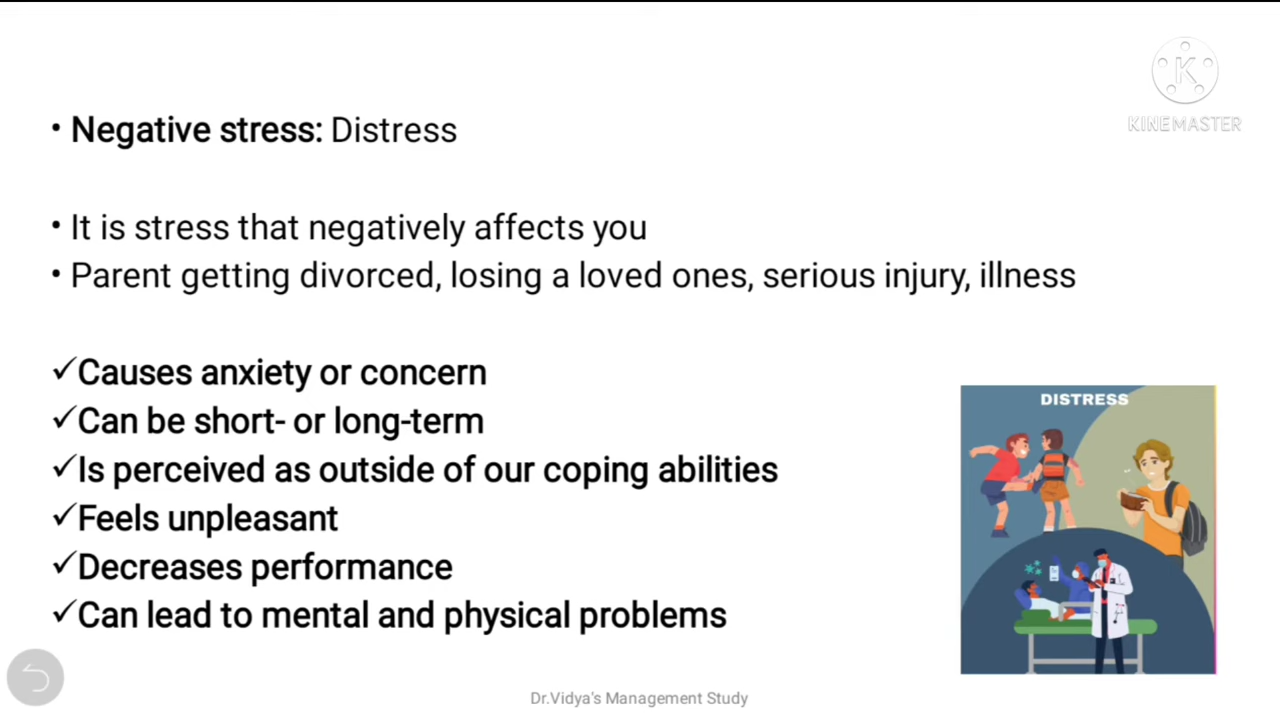 KINEMASTER
• Negative stress: Distress
• It is stress that negatively affects you
• Parent getting divorced, losing a loved ones, serious injury, illness
✓Causes anxiety or concern
✓Can be short- or long-term
✓Is perceived as outside of our coping abilities
✓Feels unpleasant
✓Decreases performance
✓Can lead to mental and physical problems
DISTRESS
Dr.Vidya's Management Study